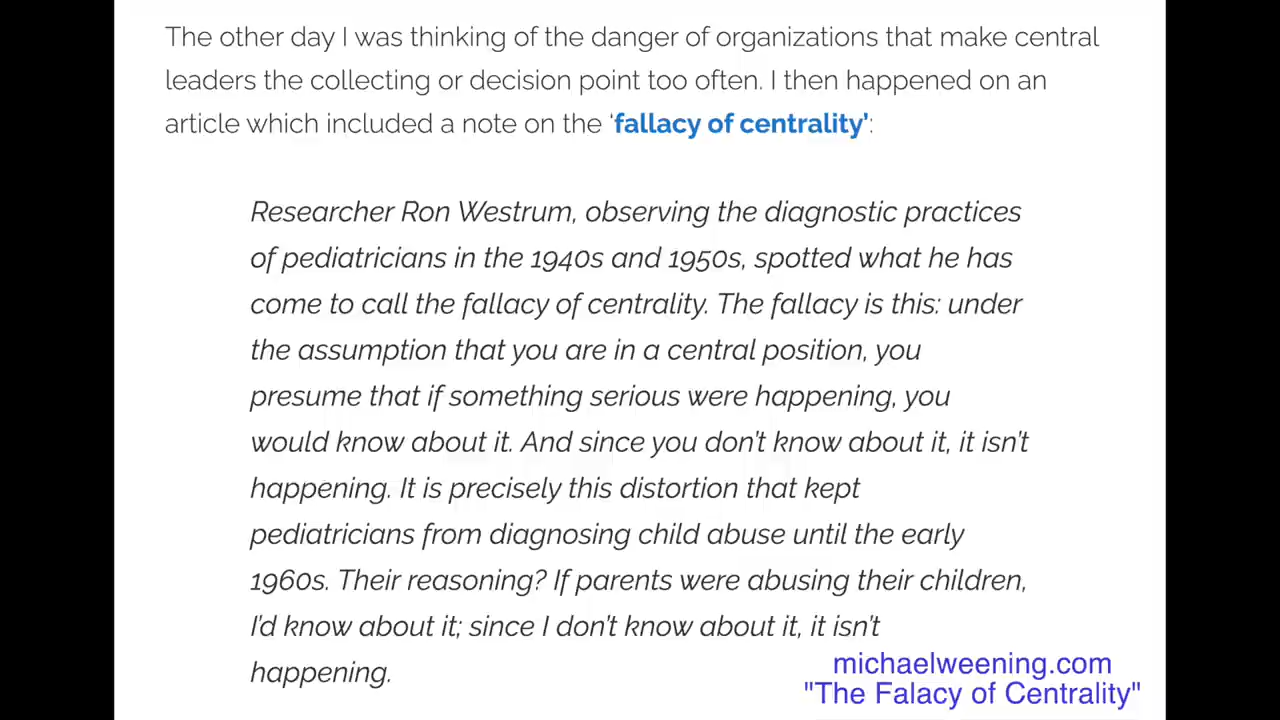 The other day I was thinking of the danger of organizations that make central
leaders the collecting or decision point too often. I then happened on an
article which included a note on the ‘fallacy of centrality’:
Researcher Ron Westrum, observing the diagnostic practices
of pediatricians in the 1940s and 1950s, spotted what he has
come to call the fallacy of centrality. The fallacy is this: under
the assumption that you are in a central position, you
presume that if something serious were happening, you
would know about it. And since you don’t know about it, it isn’t
happening. It is precisely this distortion that kept
pediatricians from diagnosing child abuse until the early
1960s. Their reasoning? If parents were abusing their children,
I’d know about it; since I don’t know about it, it isn’t
happening.
michaelweening.com
"The Falacy of Centrality"